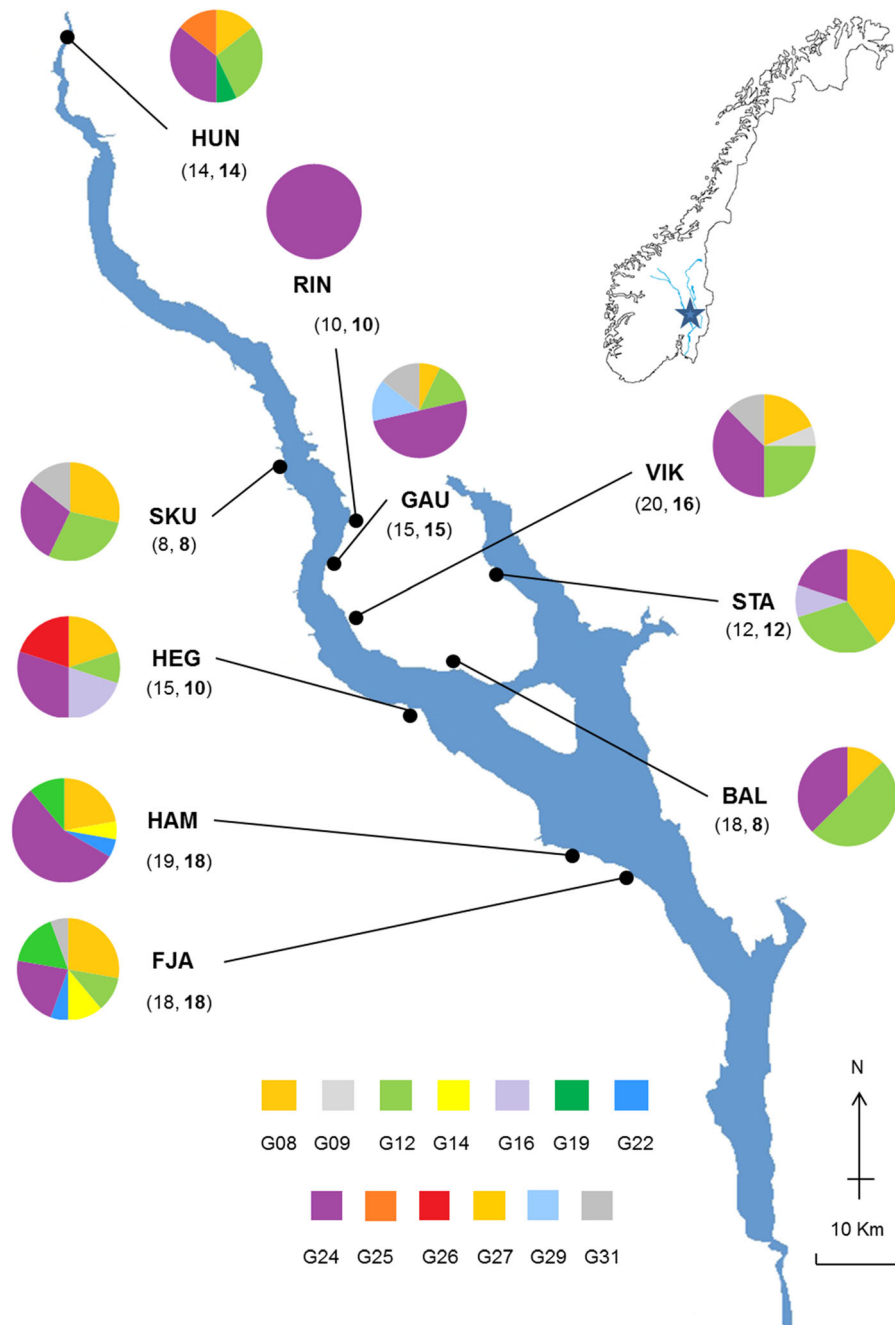 HUN
(14, 14)
RIN
(10, 10)
GAU
(15, 15)
VIK
(20, 16)
SKU
(8, 8)
STA
(12, 12)
HEG
(15, 10)
BAL
(18, 8)
HAM
(19, 18)
FJA
(18, 18)
N
G08 G09 G12 G14 G16 G19 G22
10 Km
G24 G25 G26 G27 G29 G31